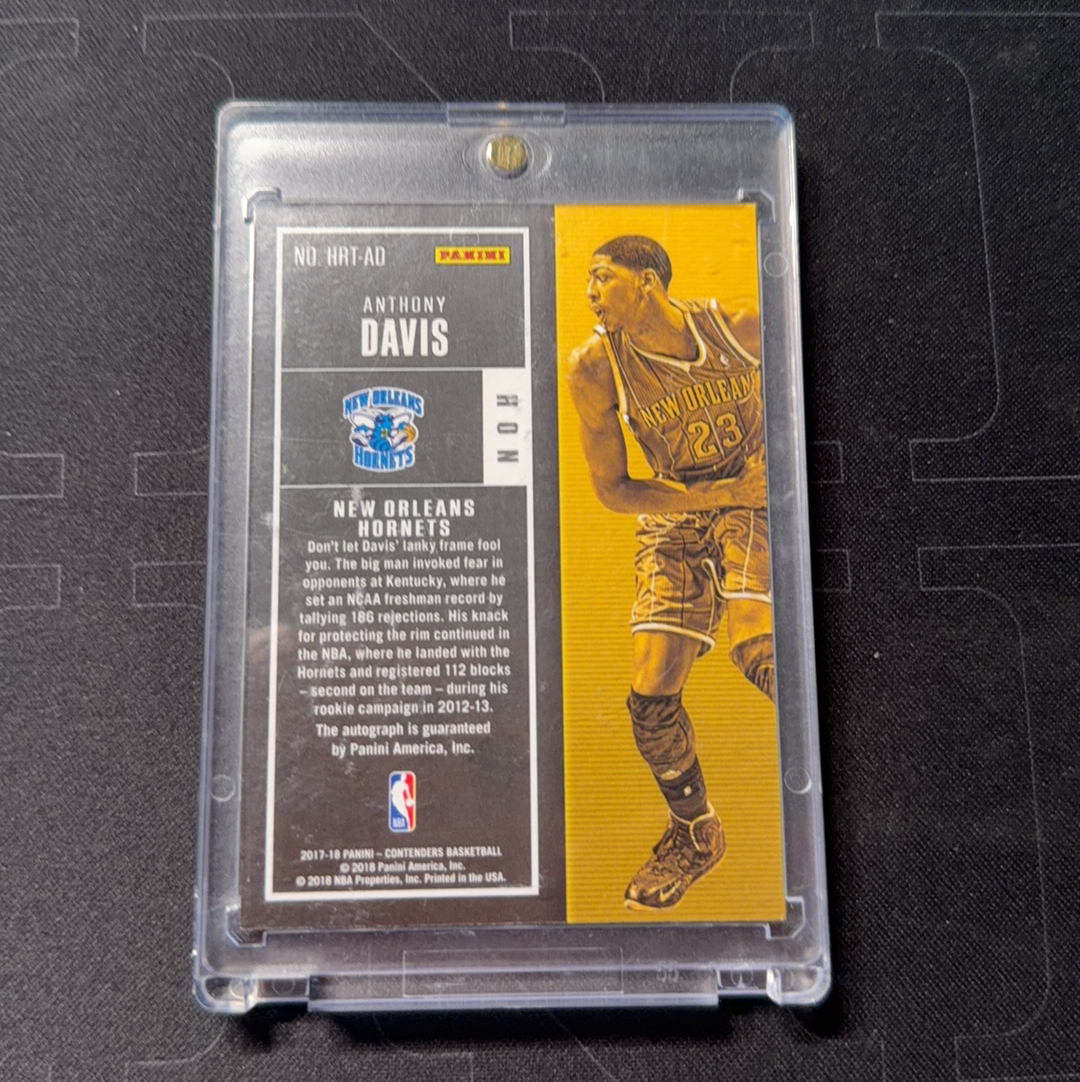 NO. HRT-AD
PANINI
ANTHONY
DAVIS
NEW ORLEANS
HORNETS
HON
NEW ORLEANS
HORNETS
Don't let Davis' lanky frame fool
you. The big man invoked fear in
opponents at Kentucky, where he
set an NCAA freshman record by
tallying 186 rejections. His knack
for protecting the rim continued in
the NBA, where he landed with the
Hornets and registered 112 blocks
– second on the team – during his
rookie campaign in 2012-13.
The autograph is guaranteed
by Panini America, Inc.
NBA
2017-18 PANINI – CONTENDERS BASKETBALL
© 2018 Panini America, Inc.
© 2018 NBA Properties, Inc. Printed in the USA.
NEW ORLEAN
23